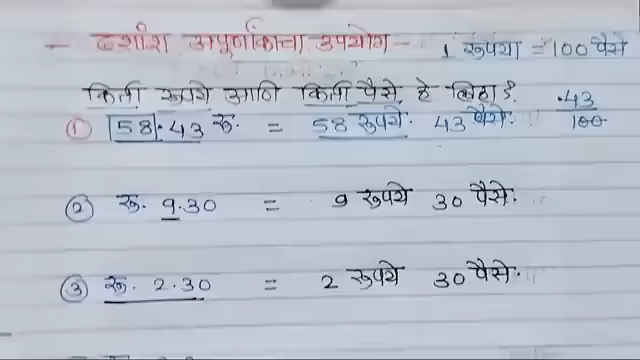 - दशांश अपूर्णांकाचा उपयोग - 1 रुपया = 100 पैसे
किती रुपये आणि किती पैसे हे लिहा ?
① 58.43 रु. = 58 रुपये 43 पैसे. .43/100
② रु. 9.30 = 9 रुपये 30 पैसे.
③ रु. 2.30 = 2 रुपये 30 पैसे.